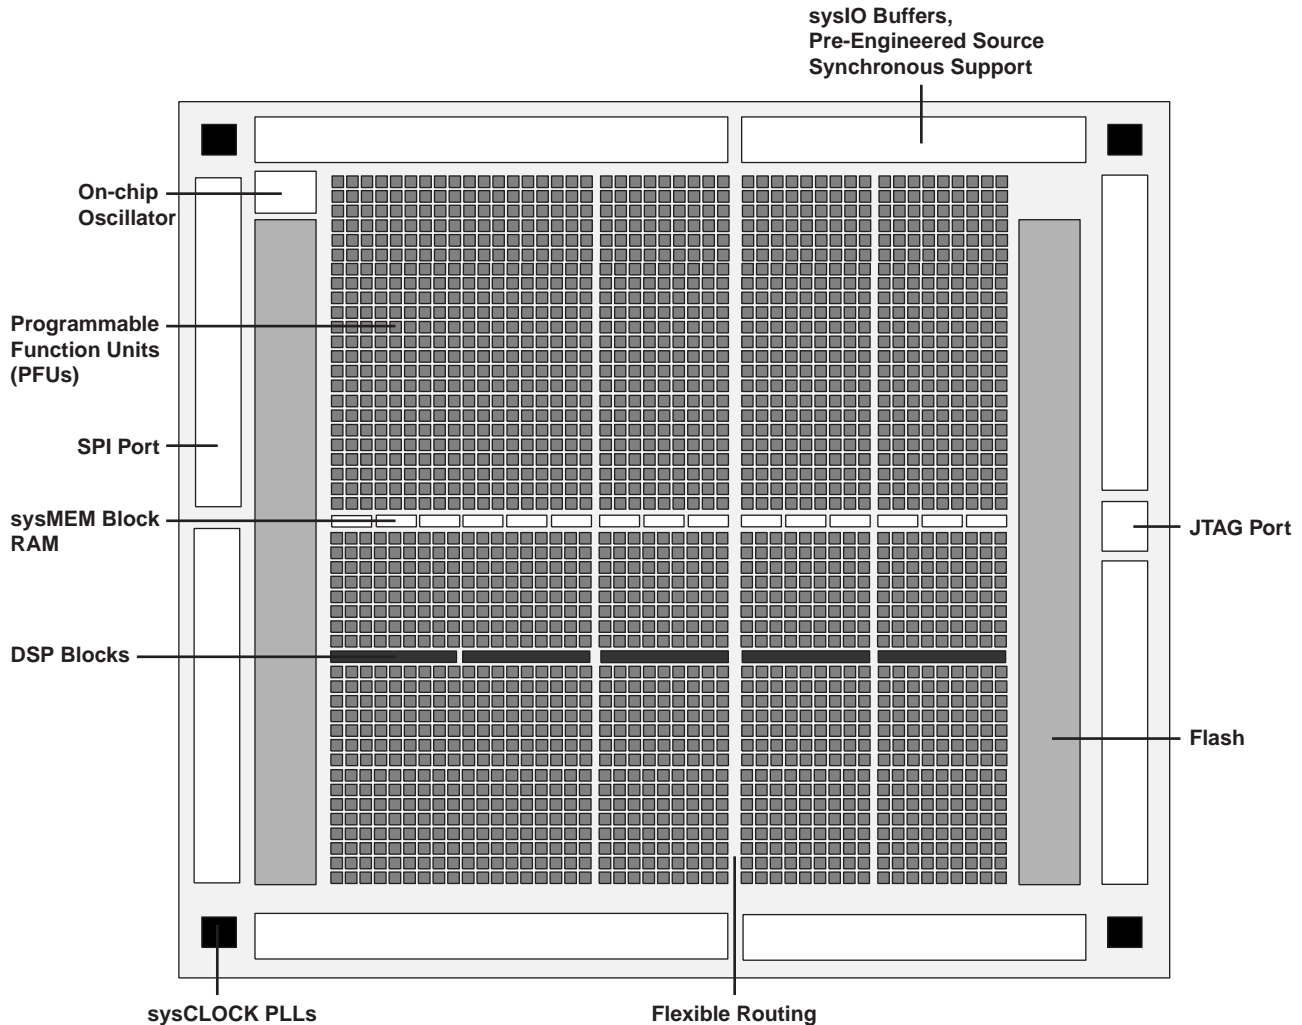 sysIO Buffers,
Pre-Engineered Source
Synchronous Support
On-chip
Oscillator
Programmable
Function Units
(PFUs)
SPI Port
sysMEM Block
RAM
JTAG Port
DSP Blocks
Flash
sysCLOCK PLLs
Flexible Routing